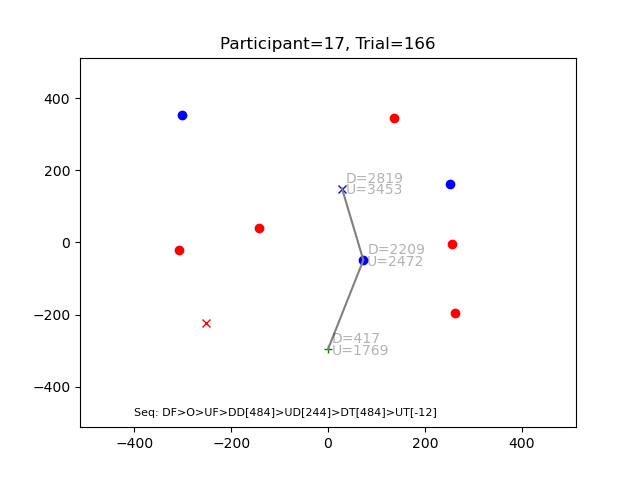 Participant=17, Trial=166
400
200
0
−200
−400
D=2819
U=3453
D=2209
U=2472
D=417
U=1769
Seq: DF>O>UF>DD[484]>UD[244]>DT[484]>UT[-12]
−400 −200 0 200 400